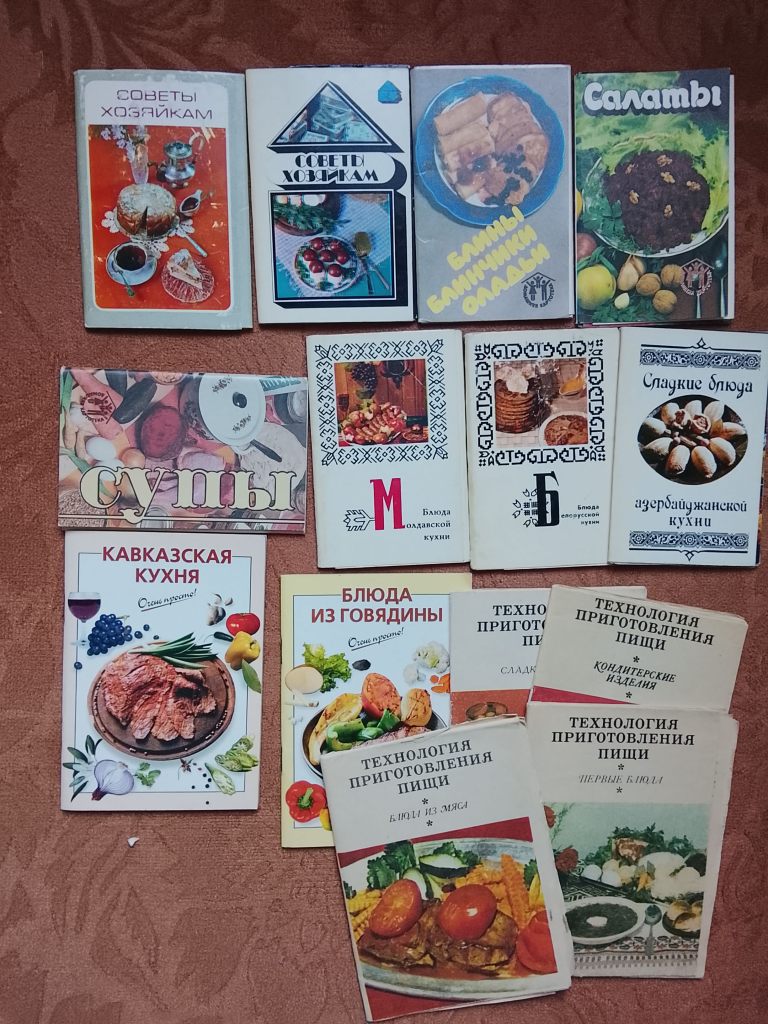 СОВЕТЫ
ХОЗЯЙКАМ
СОВЕТЫ
ХОЗЯЙКАМ
БЛИНЫ
БЛИНЧИКИ
ОЛАДЬИ
Салаты
супы
Блюда
Молдавской
кухни
Блюда
Белорусской
кухни
Сладкие блюда
азербайджанской
кухни
КАВКАЗСКАЯ
КУХНЯ
Очень просто!
БЛЮДА
ИЗ ГОВЯДИНЫ
Очень просто!
ТЕХНОЛОГИЯ
ПРИГОТОВЛЕНИЯ
ПИ
СЛАДК
ТЕХНОЛОГИЯ
ПРИГОТОВЛЕНИЯ
ПИЩИ
*
КОНДИТЕРСКИЕ
ИЗДЕЛИЯ
*
ТЕХНОЛОГИЯ
ПРИГОТОВЛЕНИЯ
ПИЩИ
*
БЛЮДА ИЗ МЯСА
*
ТЕХНОЛОГИЯ
ПРИГОТОВЛЕНИЯ
ПИЩИ
*
ПЕРВЫЕ БЛЮДА
*